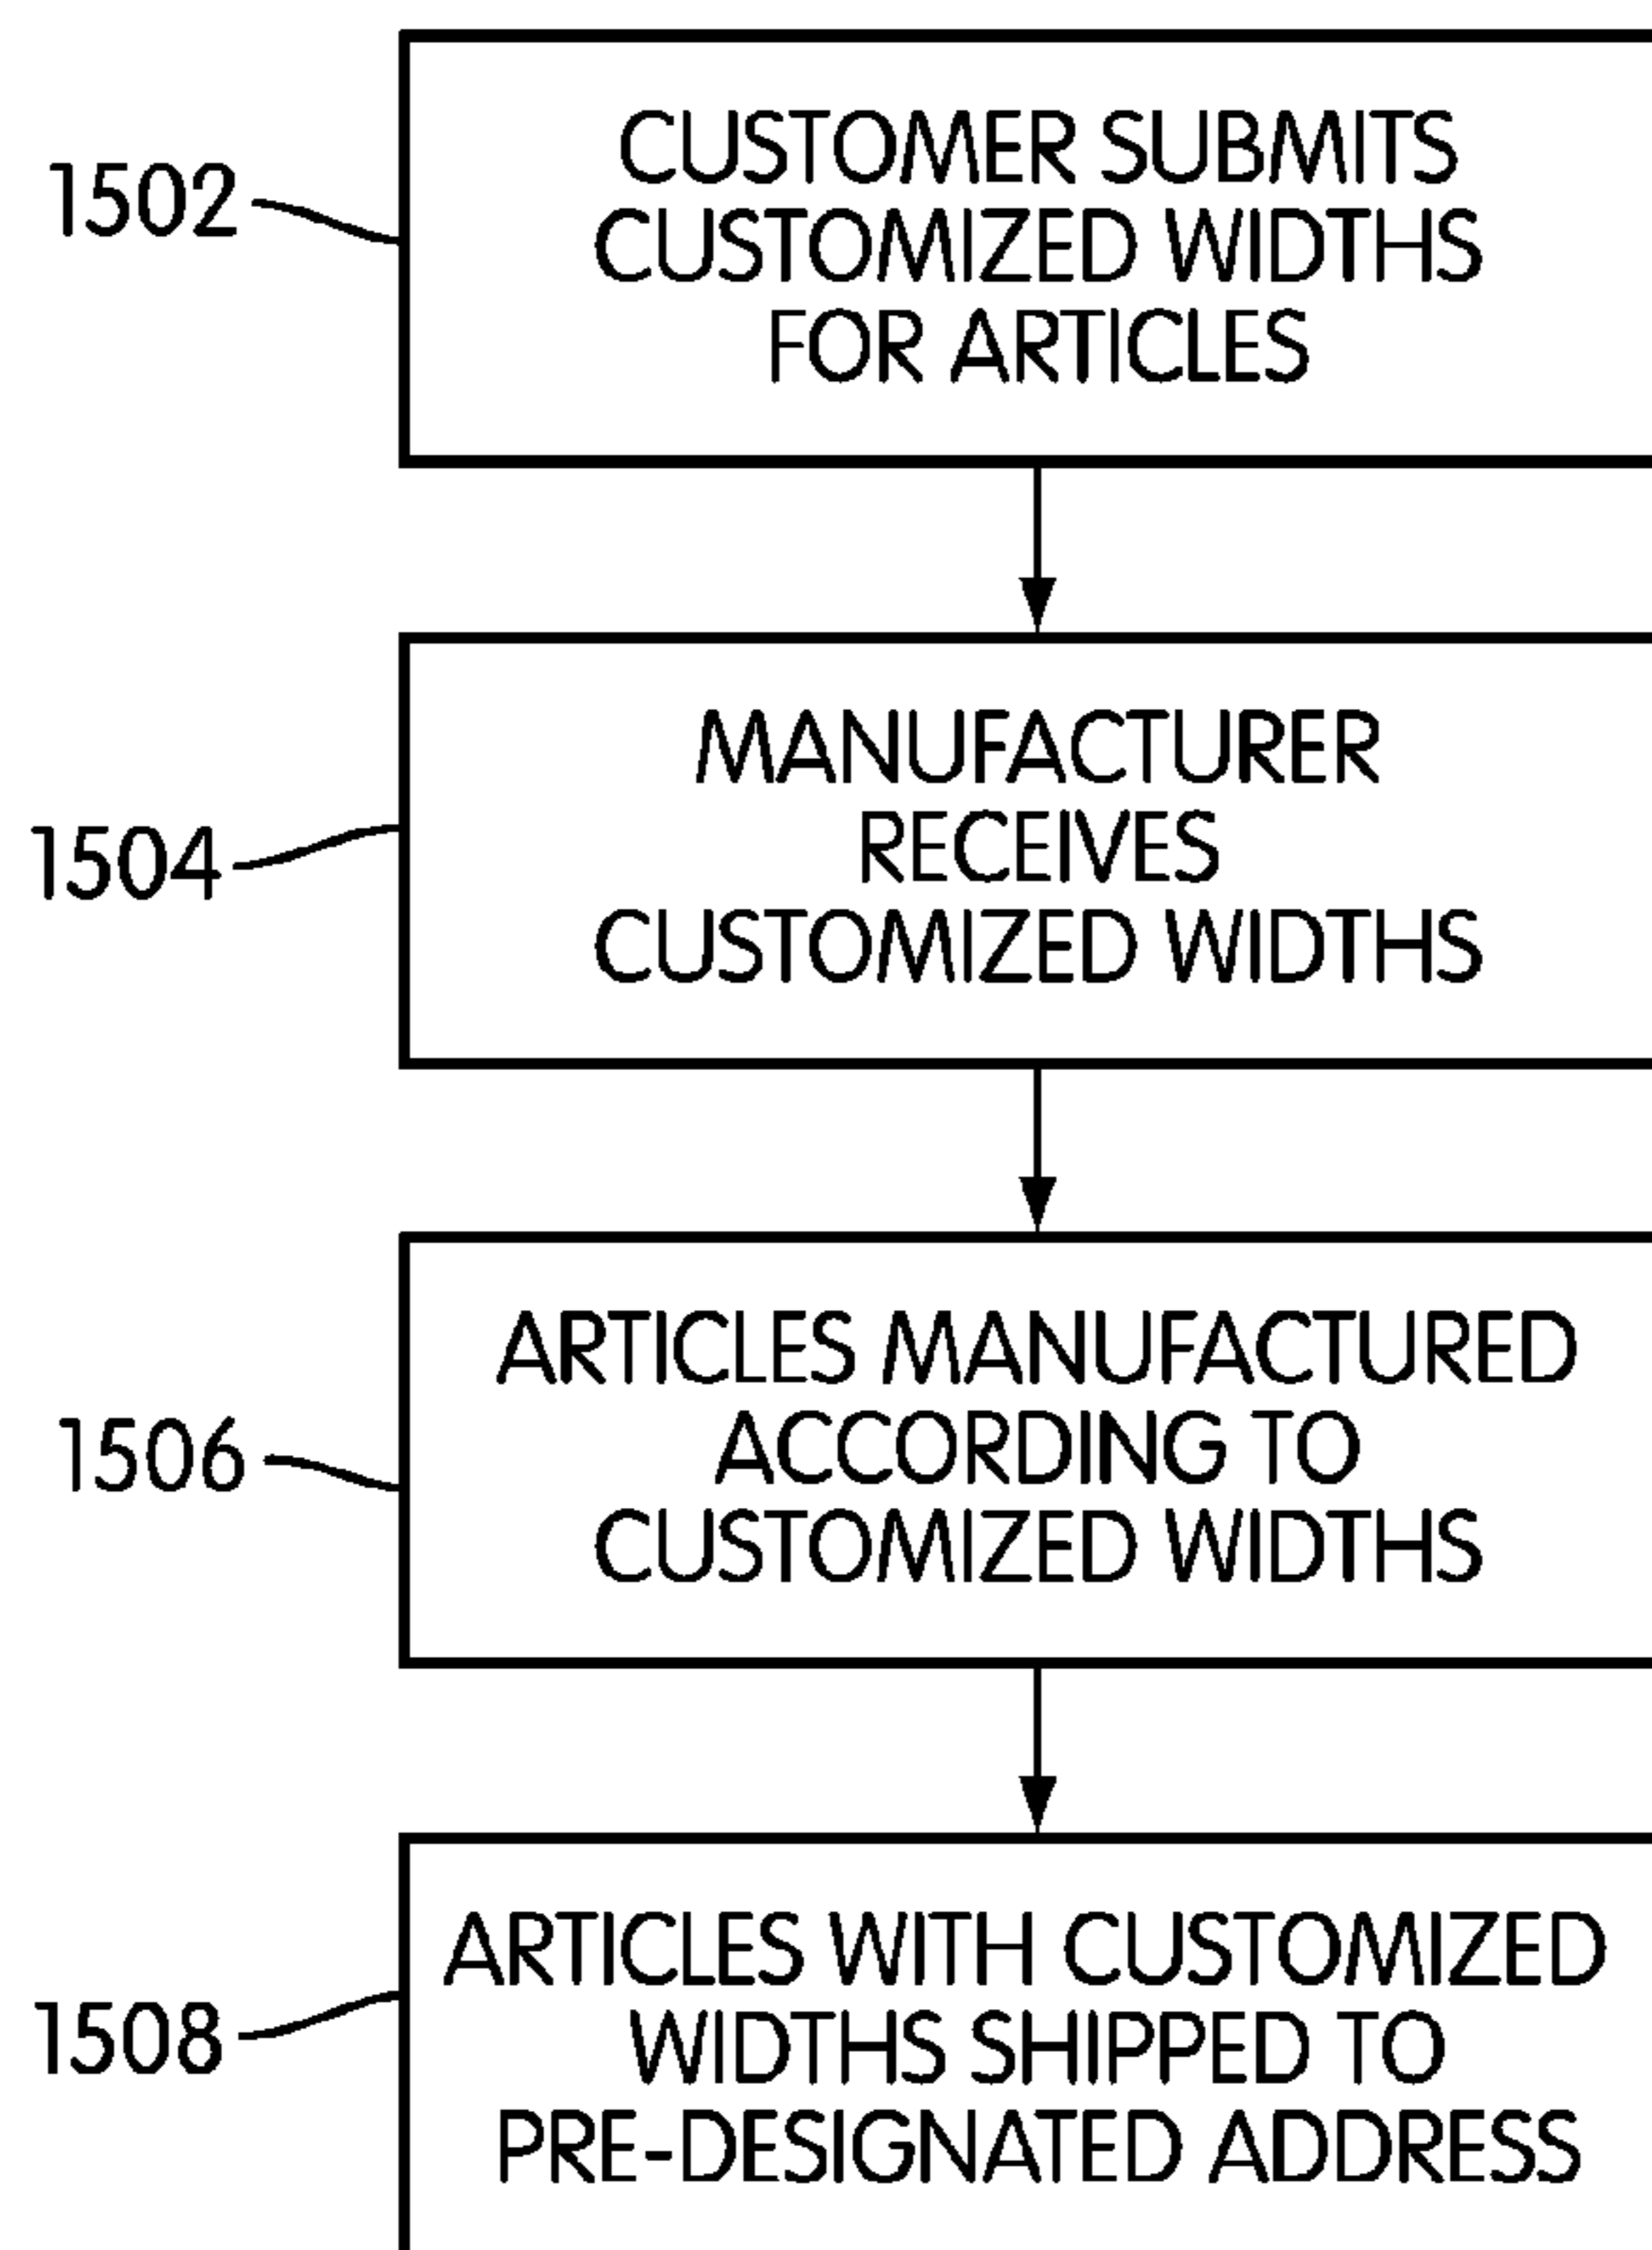 1502
CUSTOMER SUBMITS
CUSTOMIZED WIDTHS
FOR ARTICLES
1504
MANUFACTURER
RECEIVES
CUSTOMIZED WIDTHS
1506
ARTICLES MANUFACTURED
ACCORDING TO
CUSTOMIZED WIDTHS
1508
ARTICLES WITH CUSTOMIZED
WIDTHS SHIPPED TO
PRE-DESIGNATED ADDRESS